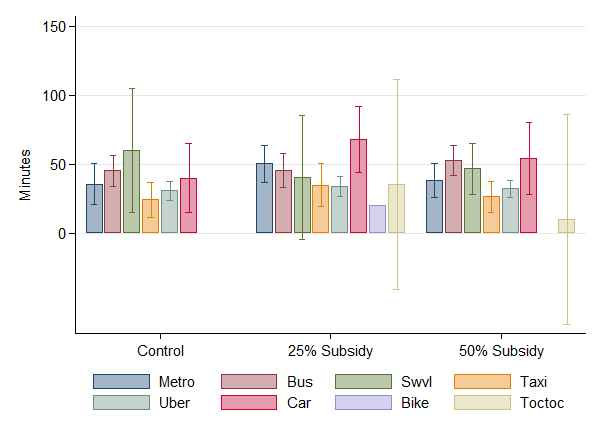 150
100
50
0
Minutes
Control 25% Subsidy 50% Subsidy
Metro Bus Swvl Taxi
Uber Car Bike Toctoc